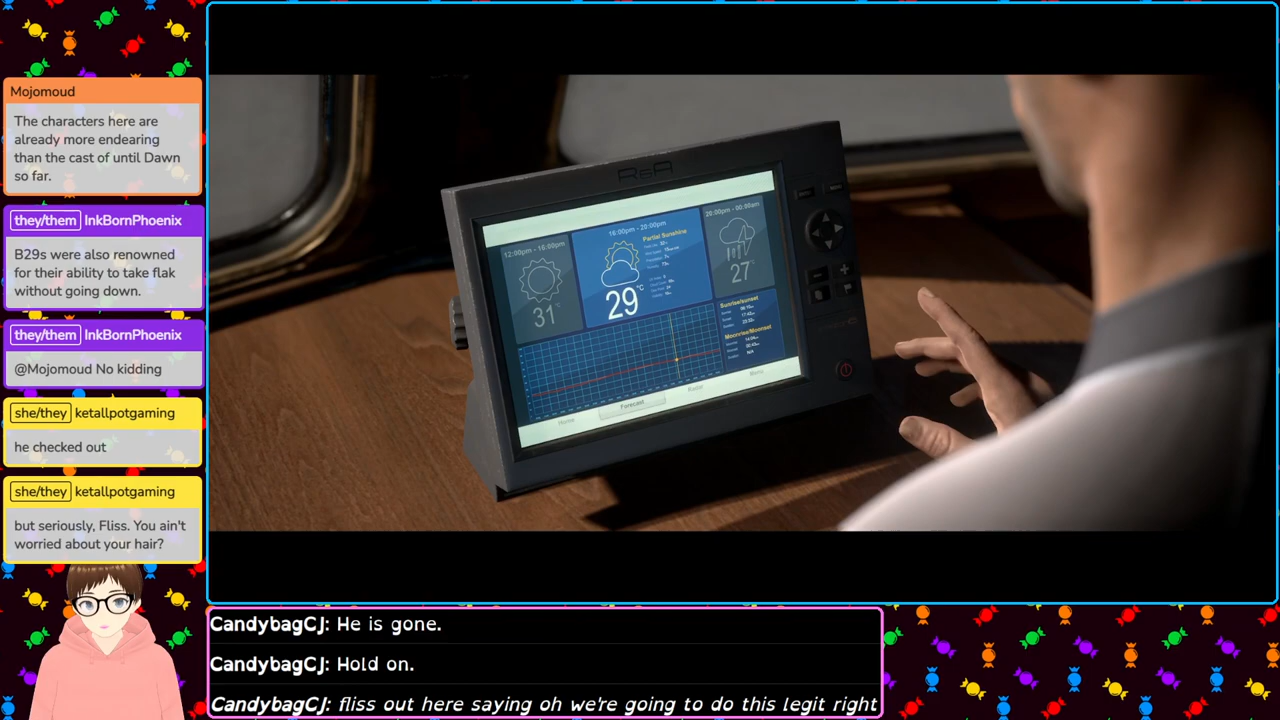 Mojomoud
The characters here are
already more endearing
than the cast of until Dawn
so far.
they/them InkBornPhoenix
B29s were also renowned
for their ability to take flak
without going down.
they/them InkBornPhoenix
@Mojomoud No kidding
she/they ketallpotgaming
he checked out
she/they ketallpotgaming
but seriously, Fliss. You ain't
worried about your hair?
12:00pm - 16:00pm
31°
16:00pm - 20:00pm
Partial Sunshine
29°C
20:00pm - 00:00am
27°
Sunrise/sunset
Moonrise/Moonset
Home
Forecast
Radar
Menu
CandybagCJ: He is gone.
CandybagCJ: Hold on.
CandybagCJ: fliss out here saying oh we're going to do this legit right